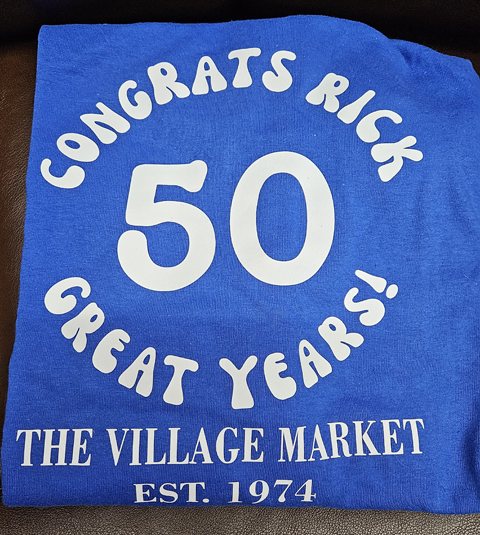 CONGRATS RICK
50
GREAT YEARS!
THE VILLAGE MARKET
EST. 1974